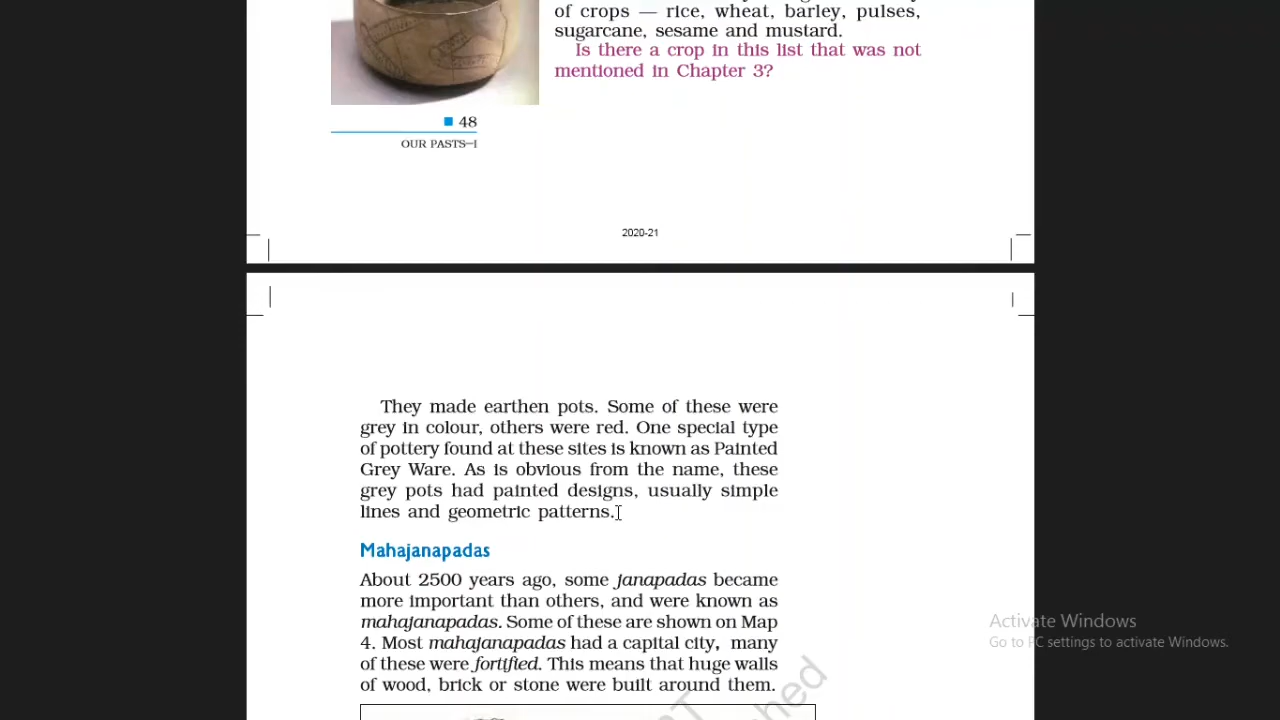 of crops — rice, wheat, barley, pulses,
sugarcane, sesame and mustard.
Is there a crop in this list that was not
mentioned in Chapter 3?
48
OUR PASTS–I
2020-21
They made earthen pots. Some of these were
grey in colour, others were red. One special type
of pottery found at these sites is known as Painted
Grey Ware. As is obvious from the name, these
grey pots had painted designs, usually simple
lines and geometric patterns.
Mahajanapadas
About 2500 years ago, some janapadas became
more important than others, and were known as
mahajanapadas. Some of these are shown on Map
4. Most mahajanapadas had a capital city, many
of these were fortified. This means that huge walls
of wood, brick or stone were built around them.
Activate Windows
Go to PC settings to activate Windows.